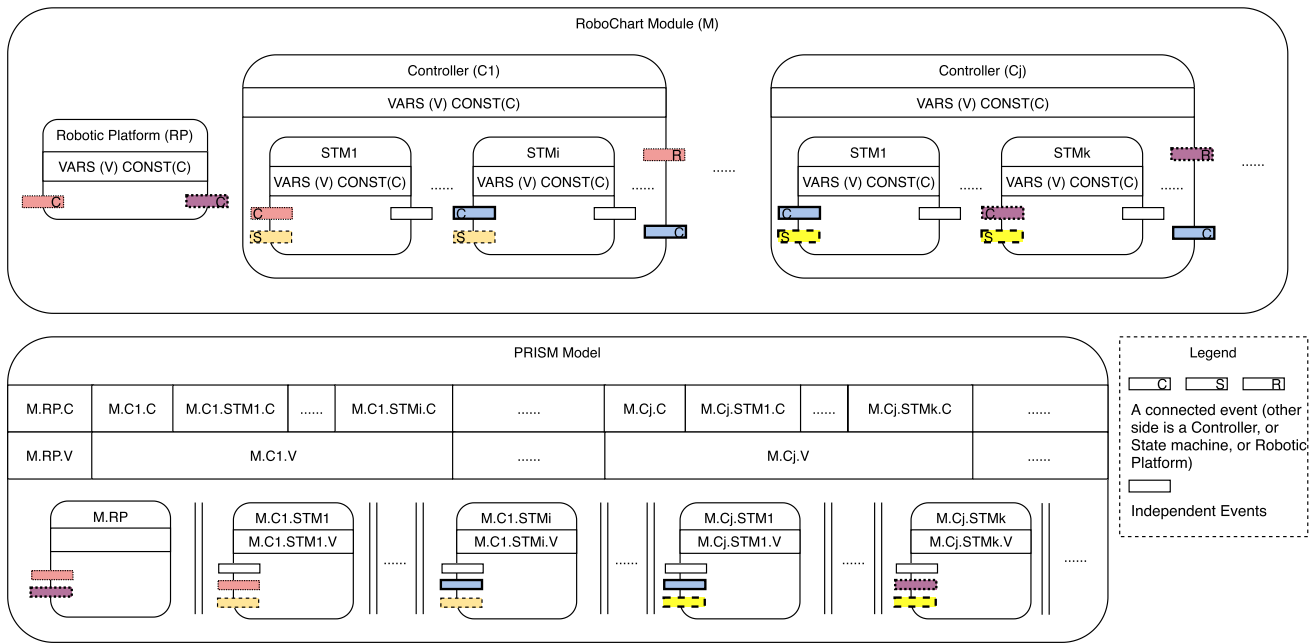 RoboChart Module (M)
Controller (C1)
Controller (Cj)
VARS (V) CONST(C)
VARS (V) CONST(C)
Robotic Platform (RP)
VARS (V) CONST(C)
C
C
STM1
VARS (V) CONST(C)
C
S
......
STMi
VARS (V) CONST(C)
C
S
......
R
C
......
STM1
VARS (V) CONST(C)
C
S
......
STMk
VARS (V) CONST(C)
C
S
......
R
C
......
PRISM Model
M.RP.C
M.C1.C
M.C1.STM1.C
......
M.C1.STMi.C
......
M.Cj.C
M.Cj.STM1.C
......
M.Cj.STMk.C
......
M.RP.V
M.C1.V
......
M.Cj.V
......
M.RP
M.C1.STM1
M.C1.STM1.V
......
M.C1.STMi
M.C1.STMi.V
......
M.Cj.STM1
M.Cj.STM1.V
......
M.Cj.STMk
M.Cj.STMk.V
......
Legend
C
S
R
A connected event (other
side is a Controller, or
State machine, or Robotic
Platform)
Independent Events